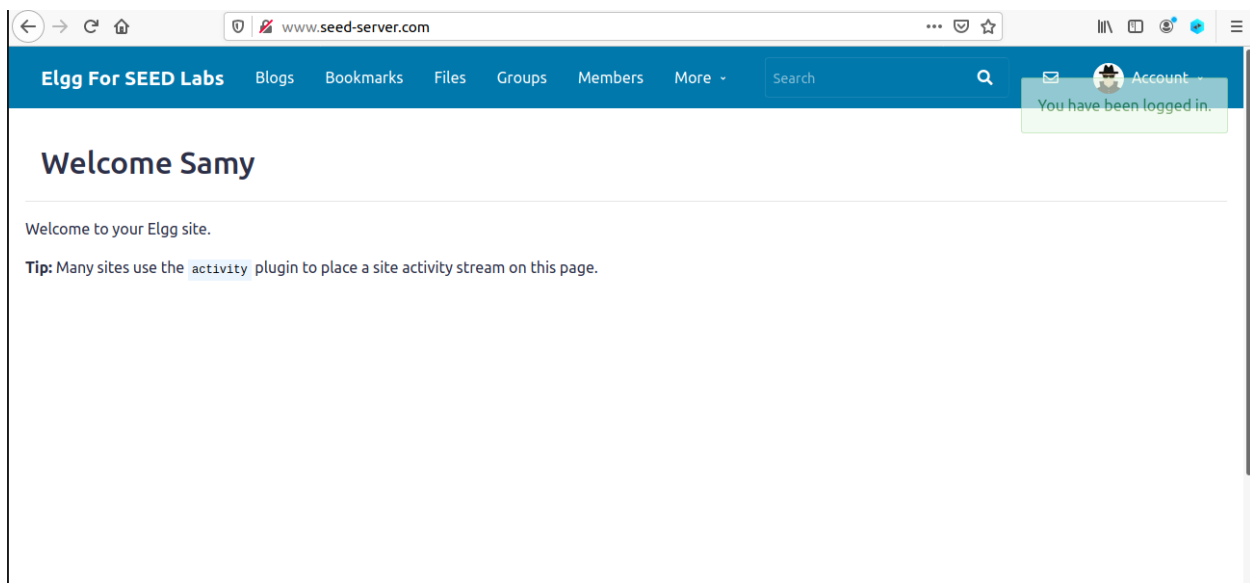 www.seed-server.com
Elgg For SEED Labs Blogs Bookmarks Files Groups Members More Search Account
You have been logged in.
Welcome Samy
Welcome to your Elgg site.
Tip: Many sites use the activity plugin to place a site activity stream on this page.